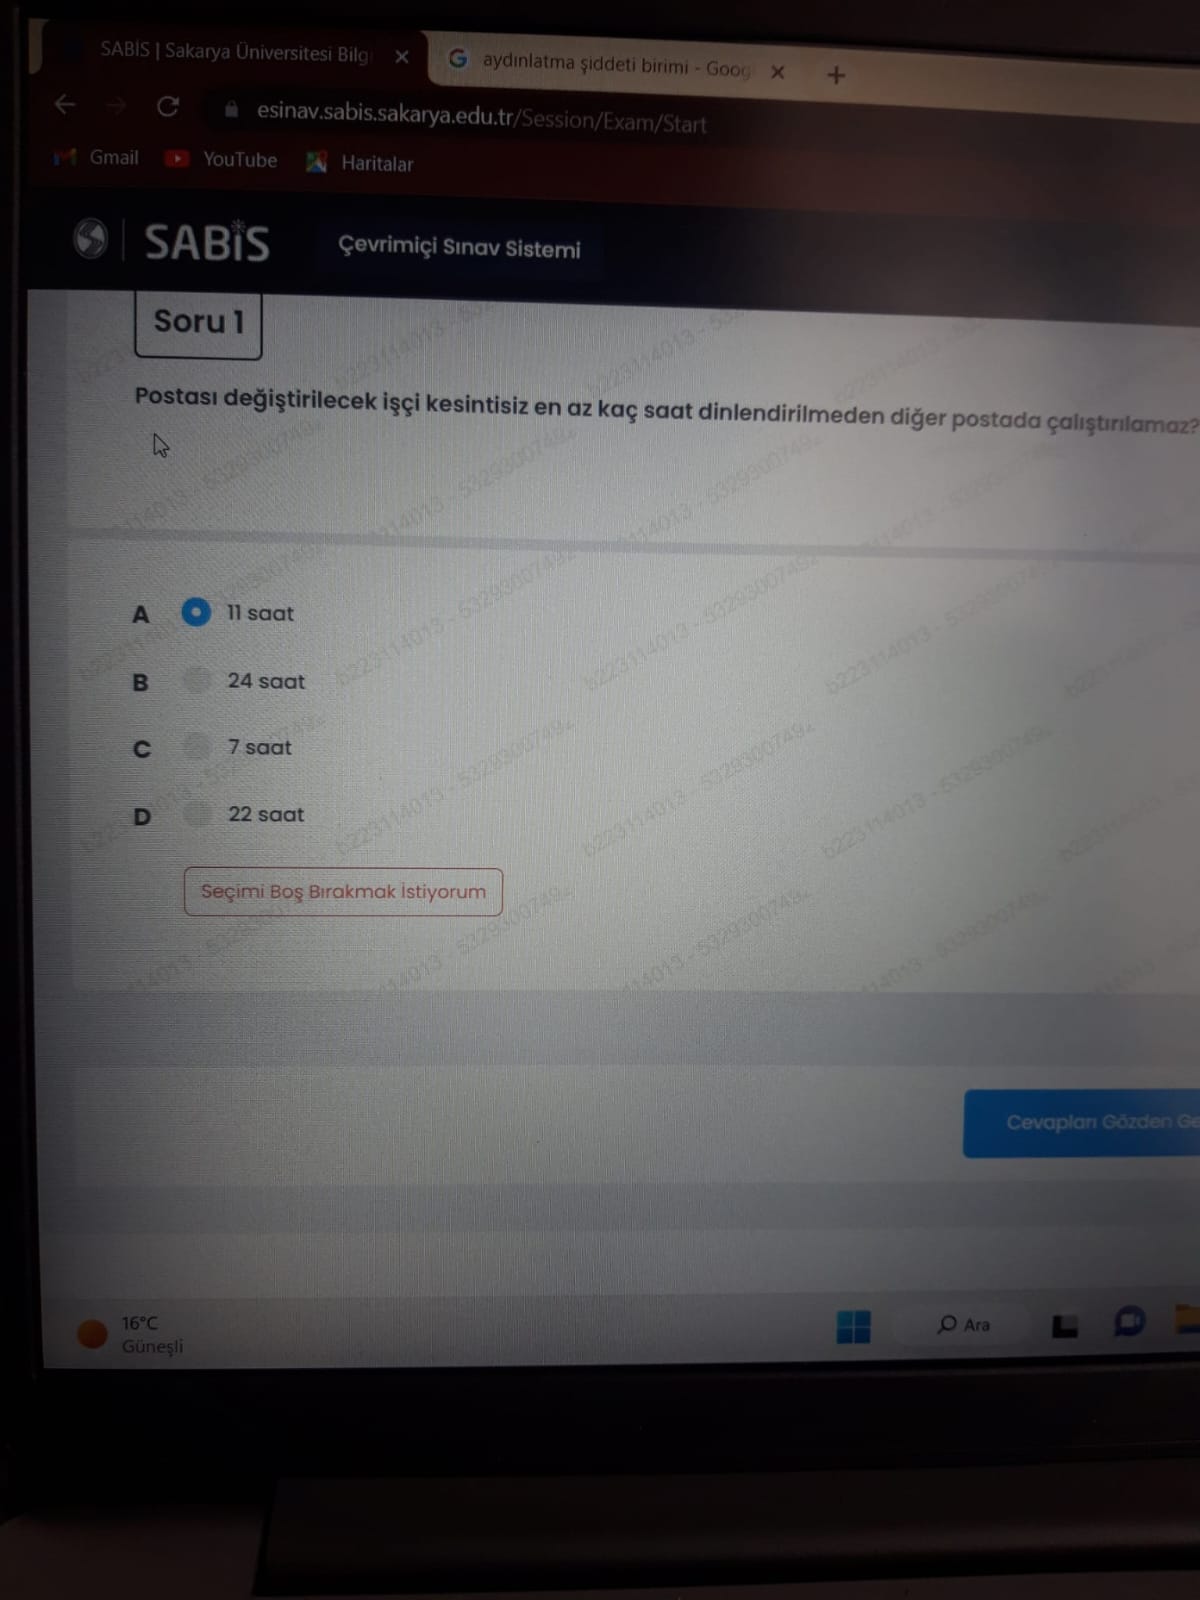 SABİS | Sakarya Üniversitesi Bilg
aydınlatma şiddeti birimi - Goog
esinav.sabis.sakarya.edu.tr/Session/Exam/Start
Gmail
YouTube
Haritalar
SABİS
Çevrimiçi Sınav Sistemi
Soru 1
Postası değiştirilecek işçi kesintisiz en az kaç saat dinlendirilmeden diğer postada çalıştırılamaz?
A 11 saat
B 24 saat
C 7 saat
D 22 saat
Seçimi Boş Bırakmak İstiyorum
Cevapları Gözden Ge
16°C
Güneşli
Ara